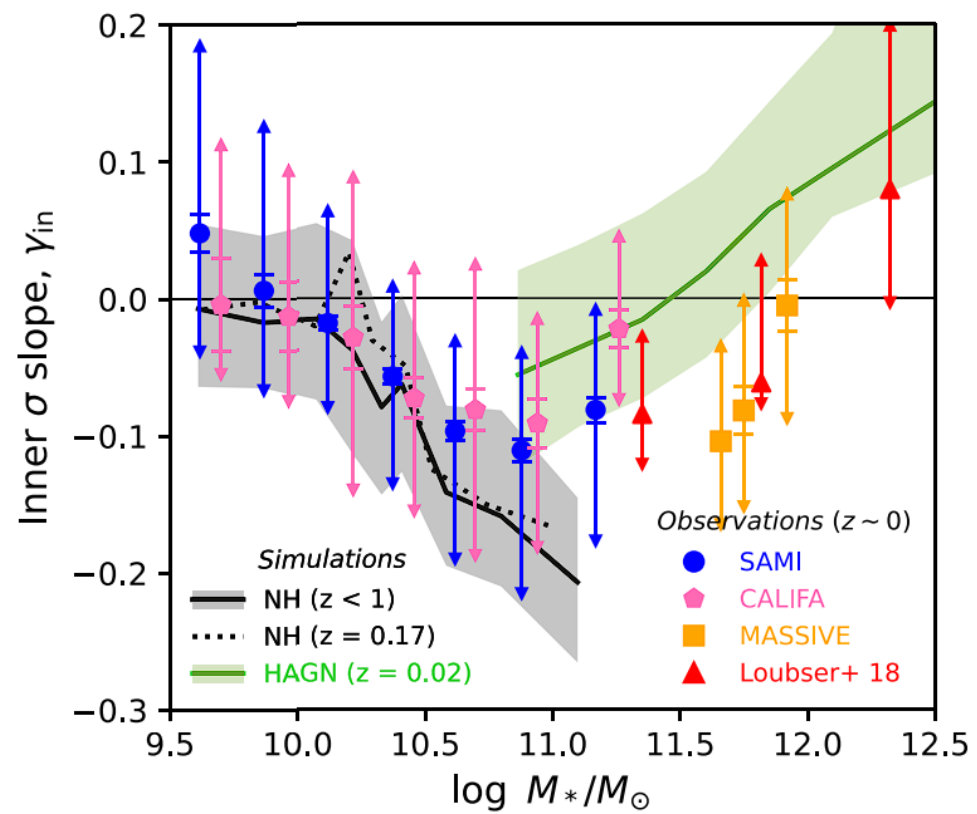 0.2
0.1
0.0
−0.1
−0.2
−0.3
Inner σ slope, γin
Simulations
NH (z < 1)
NH (z = 0.17)
HAGN (z = 0.02)
Observations (z ~ 0)
SAMI
CALIFA
MASSIVE
Loubser+ 18
9.5 10.0 10.5 11.0 11.5 12.0 12.5
log M*/M⊙